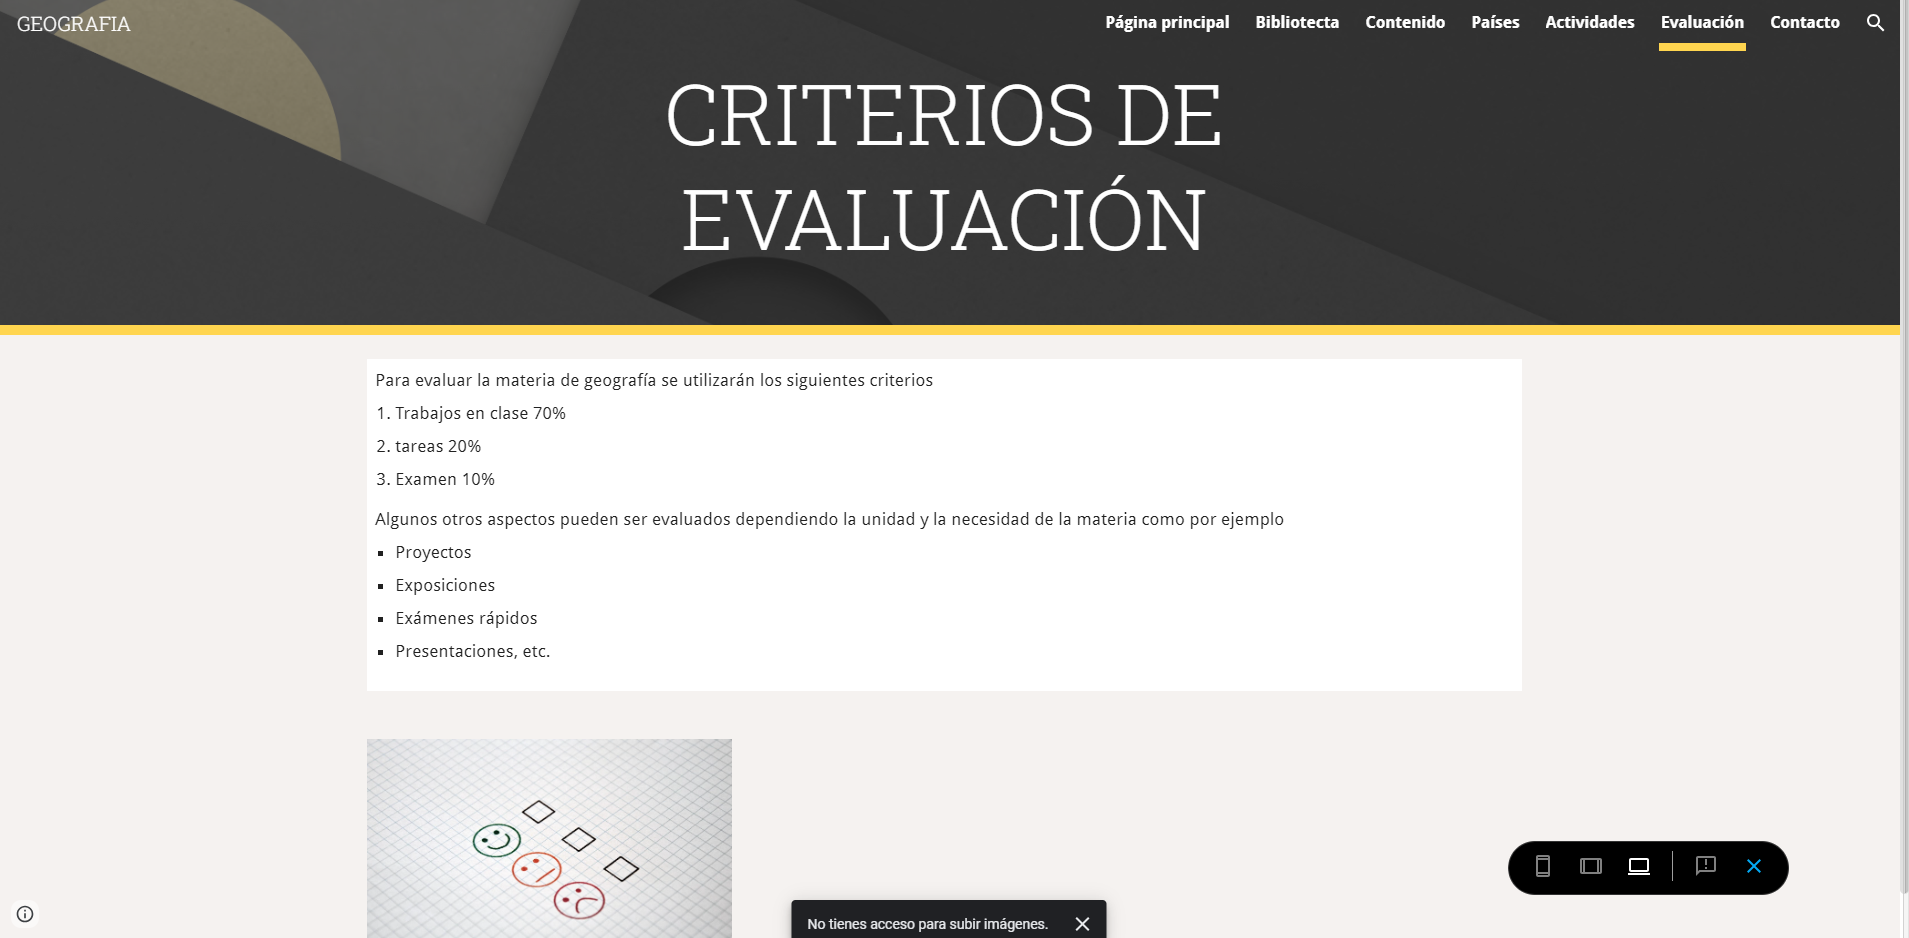 GEOGRAFIA
Página principal
Bibliotecta
Contenido
Países
Actividades
Evaluación
Contacto
CRITERIOS DE
EVALUACIÓN
Para evaluar la materia de geografía se utilizarán los siguientes criterios
1. Trabajos en clase 70%
2. tareas 20%
3. Examen 10%
Algunos otros aspectos pueden ser evaluados dependiendo la unidad y la necesidad de la materia como por ejemplo
▪ Proyectos
▪ Exposiciones
▪ Exámenes rápidos
▪ Presentaciones, etc.
No tienes acceso para subir imágenes.